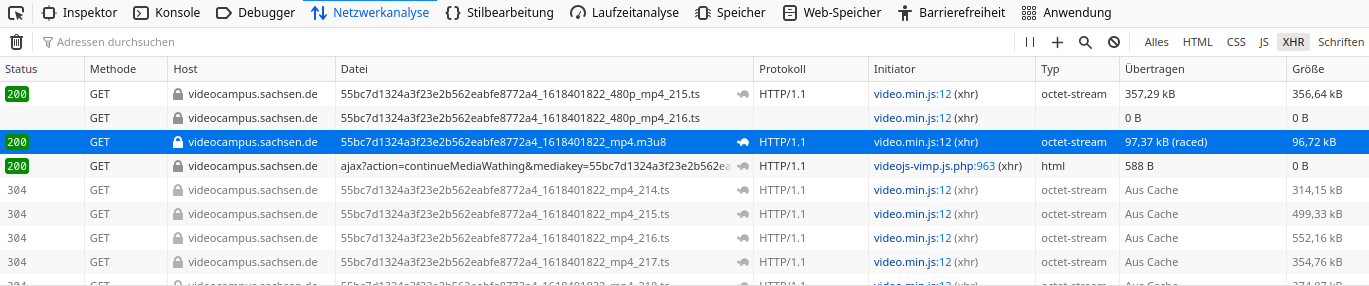 Inspektor Konsole Debugger Netzwerkanalyse Stilbearbeitung Laufzeitanalyse Speicher Web-Speicher Barrierefreiheit Anwendung
Adressen durchsuchen Alles HTML CSS JS XHR Schriften
Status Methode Host Datei Protokoll Initiator Typ Übertragen Größe
200 GET videocampus.sachsen.de 55bc7d1324a3f23e2b562eabfe8772a4_1618401822_480p_mp4_215.ts HTTP/1.1 video.min.js:12 (xhr) octet-stream 357,29 kB 356,64 kB
GET videocampus.sachsen.de 55bc7d1324a3f23e2b562eabfe8772a4_1618401822_480p_mp4_216.ts video.min.js:12 (xhr) 0 B 0 B
200 GET videocampus.sachsen.de 55bc7d1324a3f23e2b562eabfe8772a4_1618401822_mp4.m3u8 HTTP/1.1 video.min.js:12 (xhr) octet-stream 97,37 kB (raced) 96,72 kB
200 GET videocampus.sachsen.de ajax?action=continueMediaWathing&mediakey=55bc7d1324a3f23e2b562ea HTTP/1.1 videojs-vimp.js.php:963 (xhr) html 588 B 0 B
304 GET videocampus.sachsen.de 55bc7d1324a3f23e2b562eabfe8772a4_1618401822_mp4_214.ts HTTP/1.1 video.min.js:12 (xhr) octet-stream Aus Cache 314,15 kB
304 GET videocampus.sachsen.de 55bc7d1324a3f23e2b562eabfe8772a4_1618401822_mp4_215.ts HTTP/1.1 video.min.js:12 (xhr) octet-stream Aus Cache 499,33 kB
304 GET videocampus.sachsen.de 55bc7d1324a3f23e2b562eabfe8772a4_1618401822_mp4_216.ts HTTP/1.1 video.min.js:12 (xhr) octet-stream Aus Cache 552,16 kB
304 GET videocampus.sachsen.de 55bc7d1324a3f23e2b562eabfe8772a4_1618401822_mp4_217.ts HTTP/1.1 video.min.js:12 (xhr) octet-stream Aus Cache 354,76 kB